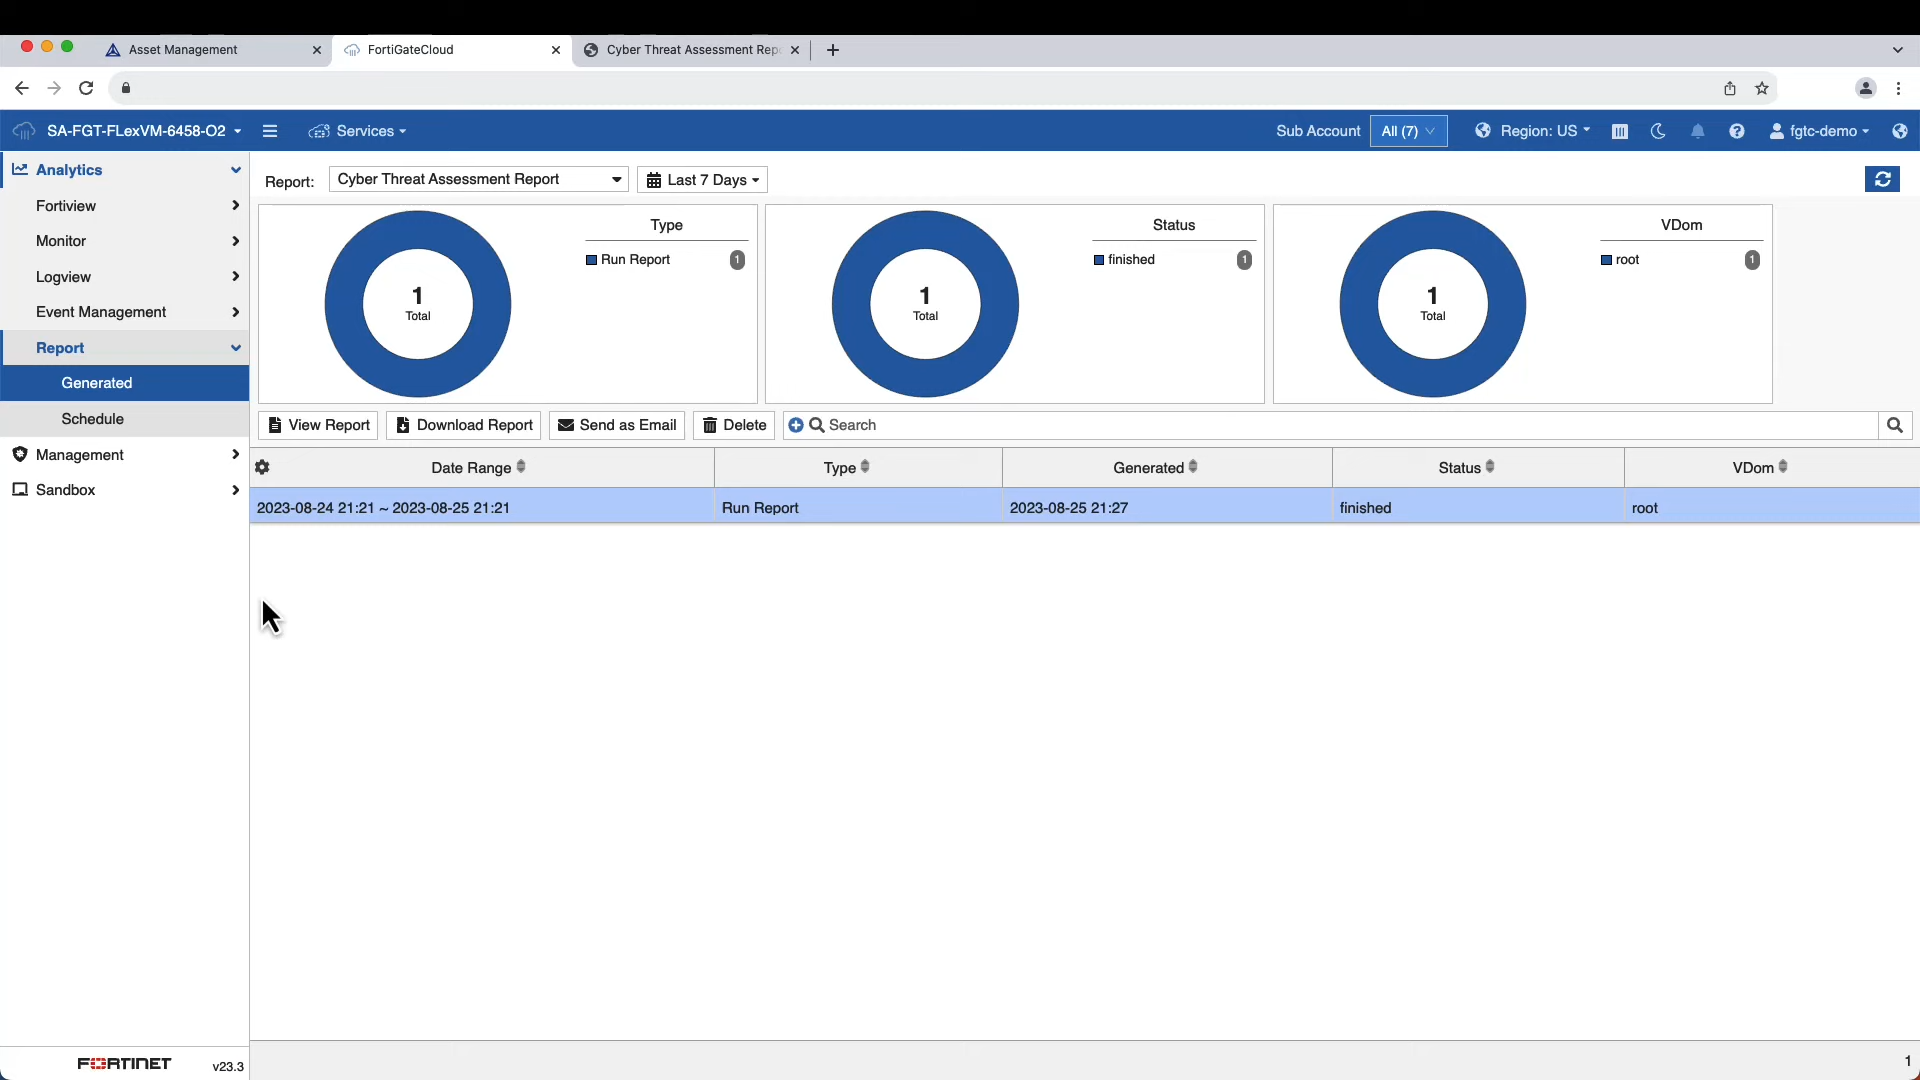 Asset Management
FortiGateCloud
Cyber Threat Assessment Rep
SA-FGT-FLexVM-6458-O2
Services
Sub Account
All (7)
Region: US
fgtc-demo
Analytics
Fortiview
Monitor
Logview
Event Management
Report
Generated
Schedule
Management
Sandbox
FORTINET
v23.3
Report:
Cyber Threat Assessment Report
Last 7 Days
1
Total
Type
Run Report
1
1
Total
Status
finished
1
1
Total
VDom
root
1
View Report
Download Report
Send as Email
Delete
Search
Date Range
Type
Generated
Status
VDom
2023-08-24 21:21 ~ 2023-08-25 21:21
Run Report
2023-08-25 21:27
finished
root
1